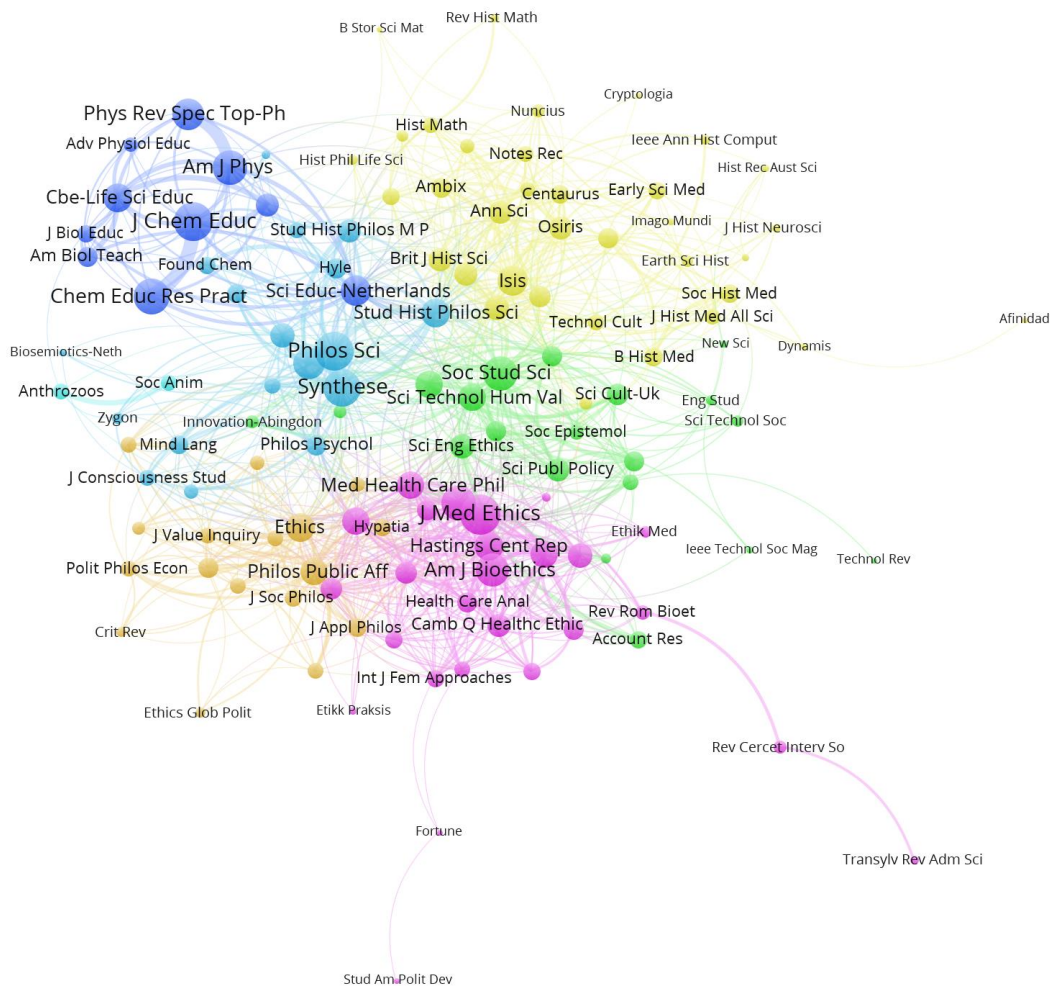 Rev Hist Math
B Stor Sci Mat
Cryptologia
Phys Rev Spec Top-Ph
Nuncius
Hist Math
Ieee Ann Hist Comput
Adv Physiol Educ
Notes Rec
Hist Phil Life Sci
Am J Phys
Hist Rec Aust Sci
Ambix
Centaurus
Early Sci Med
Cbe-Life Sci Educ
Ann Sci
J Chem Educ
Imago Mundi
Osiris
J Hist Neurosci
J Biol Educ
Stud Hist Philos M P
Am Biol Teach
Brit J Hist Sci
Earth Sci Hist
Found Chem
Hyle
Isis
Sci Educ-Netherlands
Chem Educ Res Pract
Soc Hist Med
Stud Hist Philos Sci
J Hist Med All Sci
Afinidad
Technol Cult
New Sci
Dynamis
Philos Sci
Biosemiotics-Neth
B Hist Med
Soc Stud Sci
Soc Anim
Synthese
Anthrozoos
Sci Technol Hum Val
Sci Cult-Uk
Eng Stud
Zygon
Innovation-Abingdon
Sci Technol Soc
Soc Epistemol
Mind Lang
Philos Psychol
Sci Eng Ethics
Sci Publ Policy
J Consciousness Stud
Med Health Care Phil
J Med Ethics
Ethics
Hypatia
J Value Inquiry
Ethik Med
Hastings Cent Rep
Ieee Technol Soc Mag
Technol Rev
Polit Philos Econ
Philos Public Aff
Am J Bioethics
J Soc Philos
Health Care Anal
Rev Rom Bioet
Crit Rev
J Appl Philos
Camb Q Healthc Ethic
Account Res
Int J Fem Approaches
Ethics Glob Polit
Etikk Praksis
Rev Cercet Interv So
Fortune
Transylv Rev Adm Sci
Stud Am Polit Dev